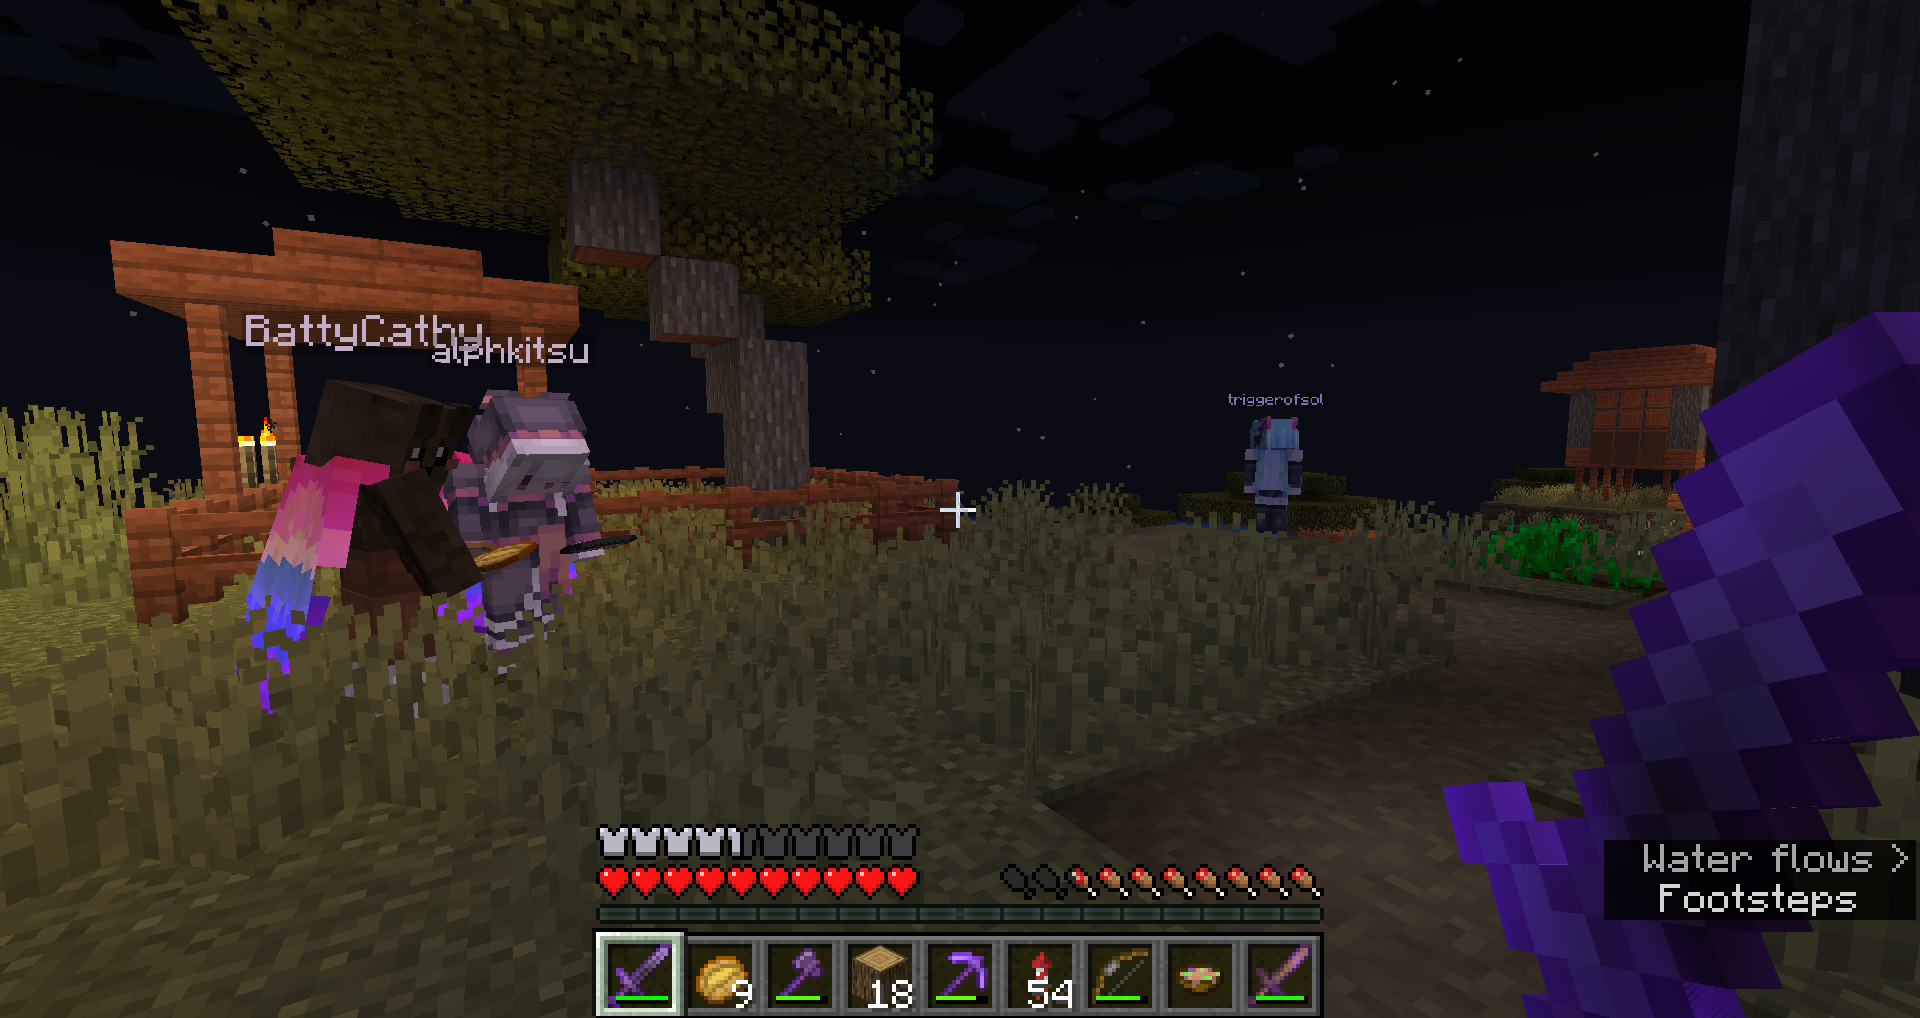 BattyCathy
alphkitsu
triggerofsol
Water flows >
Footsteps
9
18
54